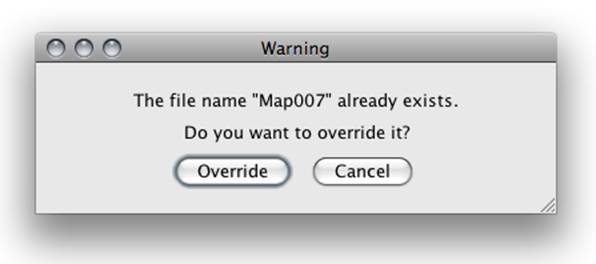 Warning
The file name "Map007" already exists.
Do you want to override it?
Override Cancel